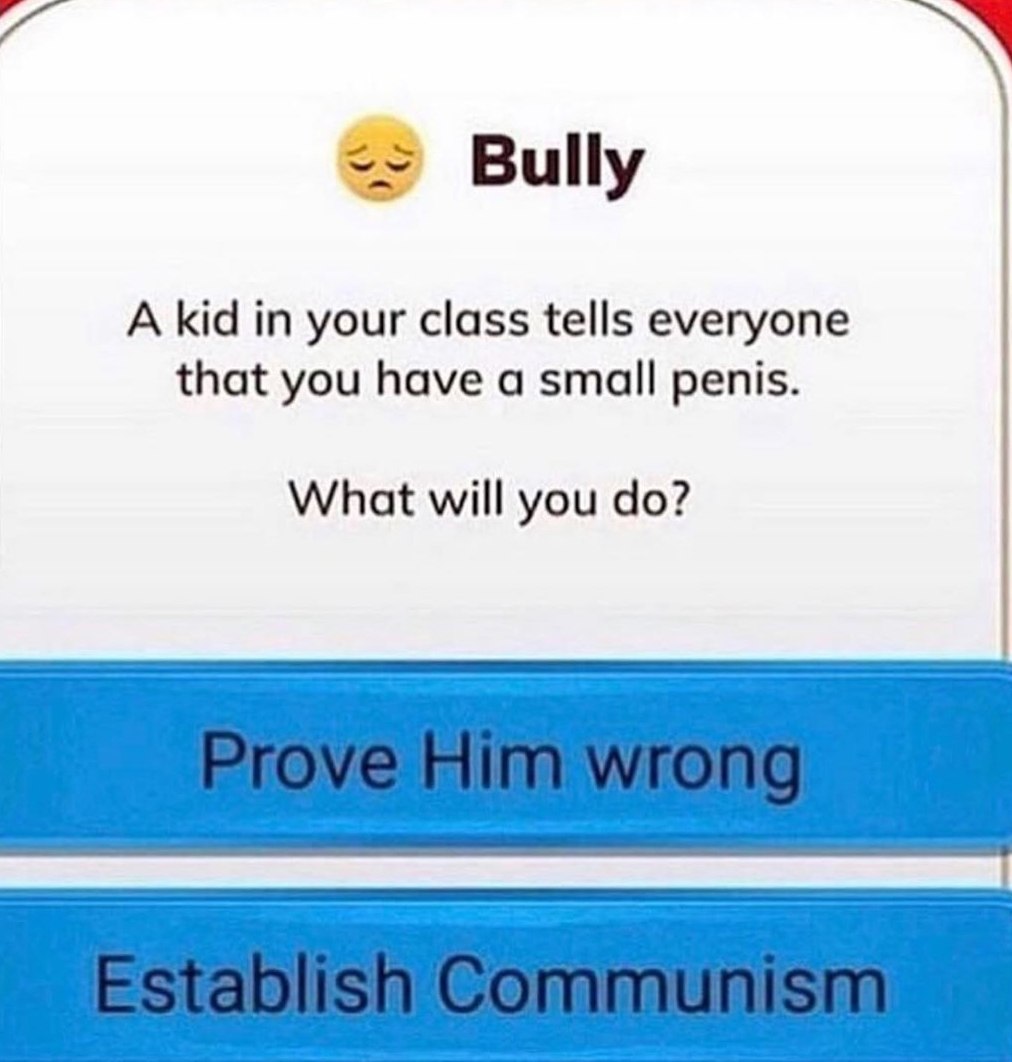 Bully
A kid in your class tells everyone
that you have a small penis.
What will you do?
Prove Him wrong
Establish Communism